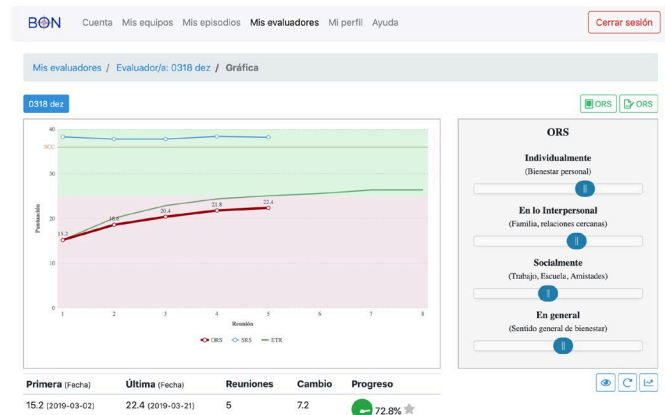 BON Cuenta Mis equipos Mis episodios Mis evaluadores Mi perfil Ayuda Cerrar sesión
Mis evaluadores / Evaluador/a: 0318 dez / Gráfica
0318 dez
ORS ORS
40
SCC
30
20
10
0
Puntuación
15.2 18.6 20.4 21.8 22.4
1 2 3 4 5 6 7 8
Reunión
ORS SRS ETR
ORS
Individualmente
(Bienestar personal)
En lo Interpersonal
(Familia, relaciones cercanas)
Socialmente
(Trabajo, Escuela, Amistades)
En general
(Sentido general de bienestar)
Primera (Fecha) Última (Fecha) Reuniones Cambio Progreso
15.2 (2019-03-02) 22.4 (2019-03-21) 5 7.2 72.8%